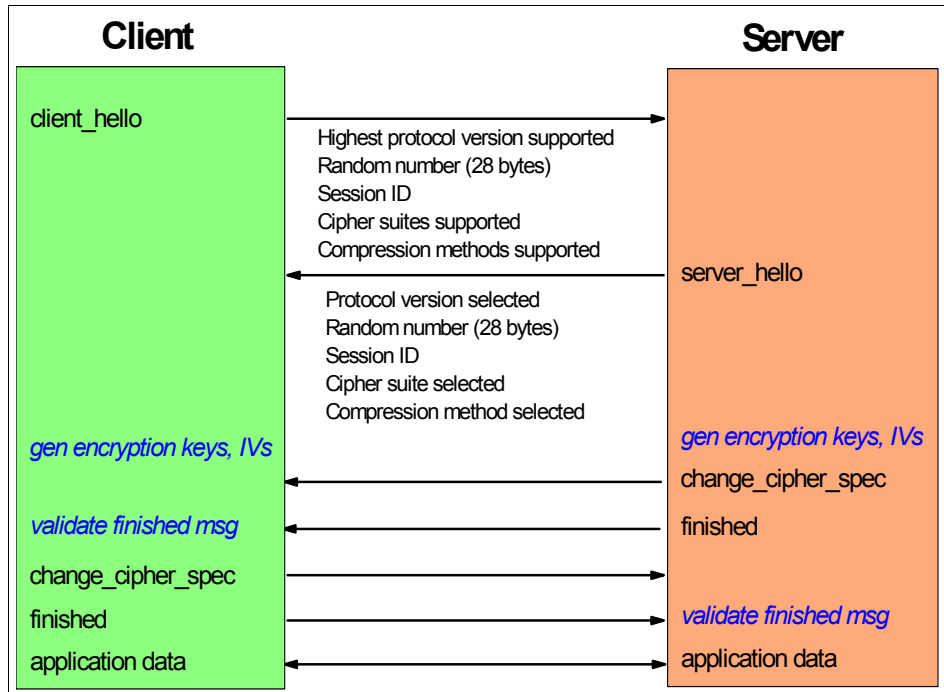 Client
Server
client_hello
Highest protocol version supported
Random number (28 bytes)
Session ID
Cipher suites supported
Compression methods supported
server_hello
Protocol version selected
Random number (28 bytes)
Session ID
Cipher suite selected
Compression method selected
gen encryption keys, IVs
gen encryption keys, IVs
change_cipher_spec
validate finished msg
finished
change_cipher_spec
finished
validate finished msg
application data
application data